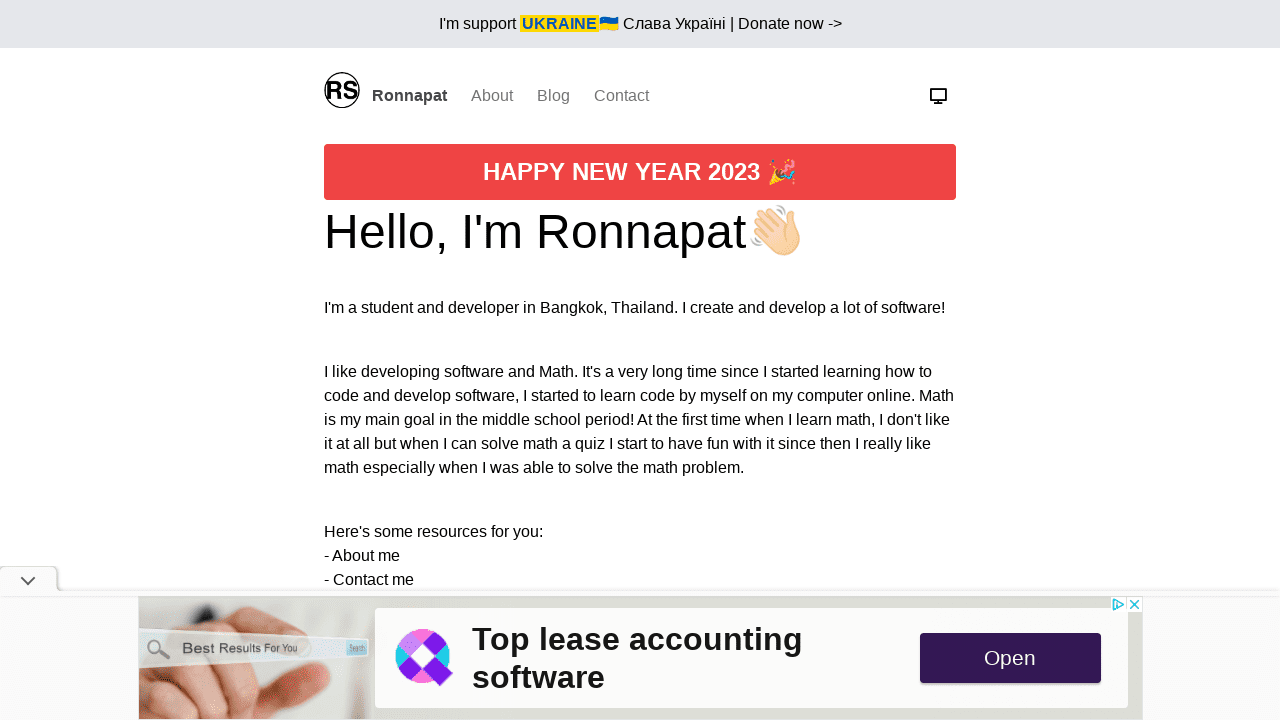 I'm support UKRAINE🇺🇦 Слава Україні | Donate now ->
RS Ronnapat About Blog Contact
HAPPY NEW YEAR 2023 🎉
Hello, I'm Ronnapat👋🏻
I'm a student and developer in Bangkok, Thailand. I create and develop a lot of software!
I like developing software and Math. It's a very long time since I started learning how to
code and develop software, I started to learn code by myself on my computer online. Math
is my main goal in the middle school period! At the first time when I learn math, I don't like
it at all but when I can solve math a quiz I start to have fun with it since then I really like
math especially when I was able to solve the math problem.
Here's some resources for you:
- About me
- Contact me
Best Results For You Search
Top lease accounting
software
Open